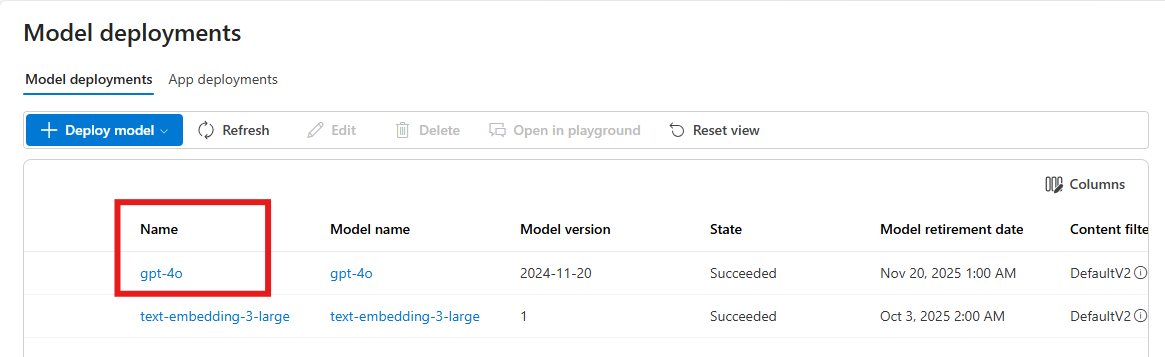 Model deployments
Model deployments App deployments
Deploy model Refresh Edit Delete Open in playground Reset view
Columns
Name Model name Model version State Model retirement date Content filte
gpt-4o gpt-4o 2024-11-20 Succeeded Nov 20, 2025 1:00 AM DefaultV2
text-embedding-3-large text-embedding-3-large 1 Succeeded Oct 3, 2025 2:00 AM DefaultV2